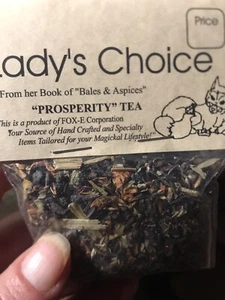 Price
Lady's Choice
From her Book of "Bales & Aspices"
"PROSPERITY" TEA
This is a product of FOX-E Corporation
Your Source of Hand Crafted and Specialty
Items Tailored for your Magickal Lifestyle!"